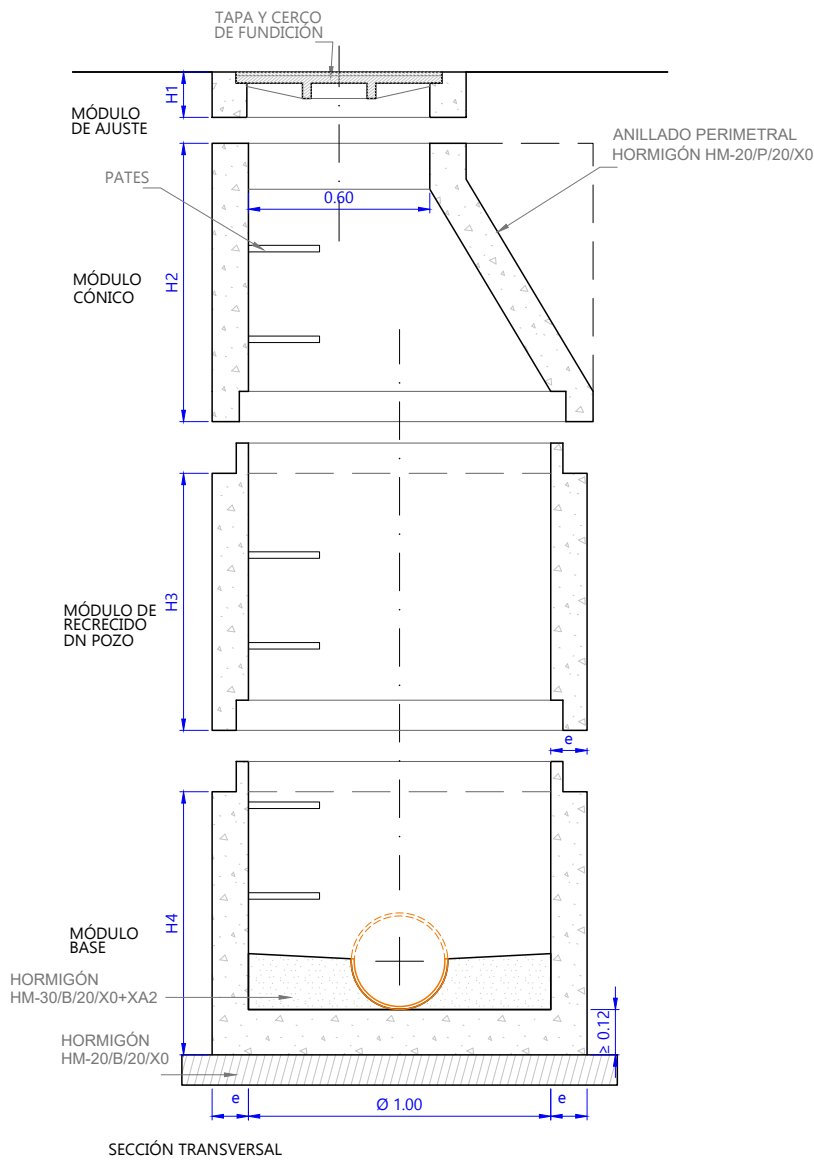 TAPA Y CERCO
DE FUNDICIÓN
H1
MÓDULO
DE AJUSTE
ANILLADO PERIMETRAL
HORMIGÓN HM-20/P/20/X0
PATES
0.60
H2
MÓDULO
CÓNICO
H3
MÓDULO DE
RECRECIDO
DN POZO
e
H4
MÓDULO
BASE
HORMIGÓN
HM-30/B/20/X0+XA2
≥ 0.12
HORMIGÓN
HM-20/B/20/X0
e
Ø 1.00
e
SECCIÓN TRANSVERSAL